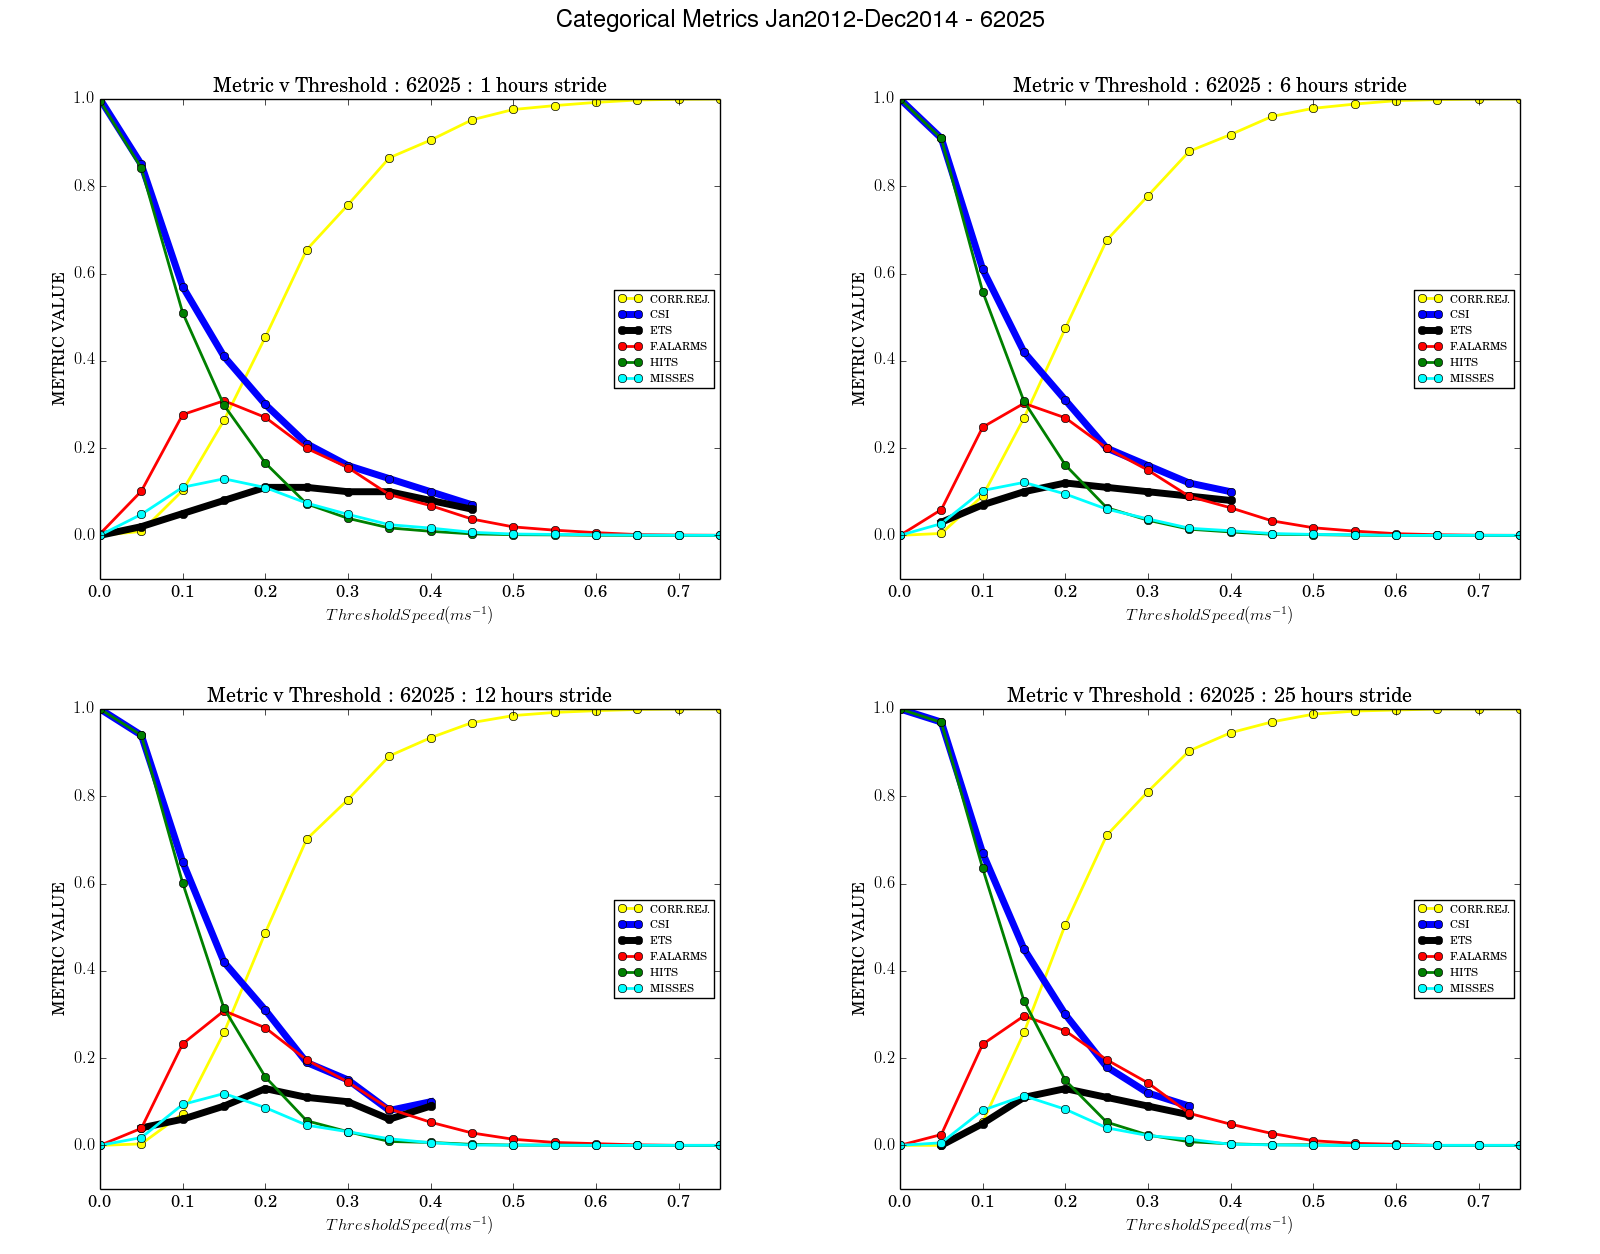 Categorical Metrics Jan2012-Dec2014 - 62025
Metric v Threshold : 62025 : 1 hours stride
1.0
0.8
0.6
0.4
0.2
0.0
METRIC VALUE
CORR.REJ.
CSI
ETS
F.ALARMS
HITS
MISSES
0.0 0.1 0.2 0.3 0.4 0.5 0.6 0.7
ThresholdSpeed(ms⁻¹)
Metric v Threshold : 62025 : 6 hours stride
1.0
0.8
0.6
0.4
0.2
0.0
METRIC VALUE
CORR.REJ.
CSI
ETS
F.ALARMS
HITS
MISSES
0.0 0.1 0.2 0.3 0.4 0.5 0.6 0.7
ThresholdSpeed(ms⁻¹)
Metric v Threshold : 62025 : 12 hours stride
1.0
0.8
0.6
0.4
0.2
0.0
METRIC VALUE
CORR.REJ.
CSI
ETS
F.ALARMS
HITS
MISSES
0.0 0.1 0.2 0.3 0.4 0.5 0.6 0.7
ThresholdSpeed(ms⁻¹)
Metric v Threshold : 62025 : 25 hours stride
1.0
0.8
0.6
0.4
0.2
0.0
METRIC VALUE
CORR.REJ.
CSI
ETS
F.ALARMS
HITS
MISSES
0.0 0.1 0.2 0.3 0.4 0.5 0.6 0.7
ThresholdSpeed(ms⁻¹)